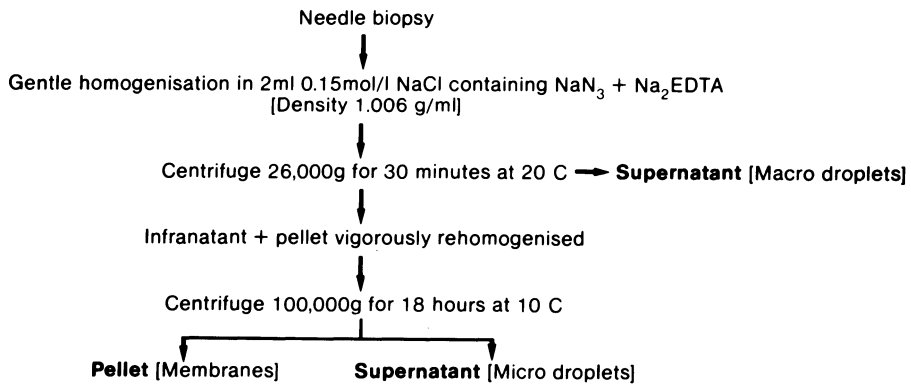 Needle biopsy
Gentle homogenisation in 2ml 0.15mol/l NaCl containing NaN₃ + Na₂EDTA
[Density 1.006 g/ml]
Centrifuge 26,000g for 30 minutes at 20 C → Supernatant [Macro droplets]
Infranatant + pellet vigorously rehomogenised
Centrifuge 100,000g for 18 hours at 10 C
Pellet [Membranes] Supernatant [Micro droplets]